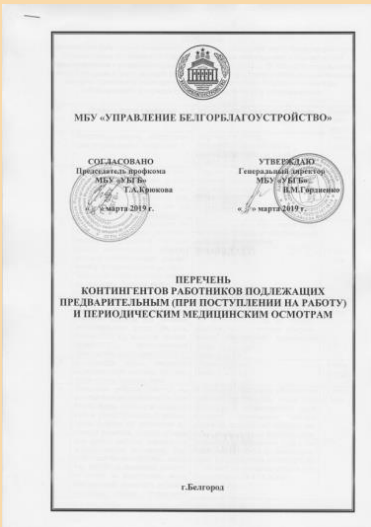 МБУ «УПРАВЛЕНИЕ БЕЛГОРБЛАГОУСТРОЙСТВО»
СОГЛАСОВАНО
Председатель профкома
МБУ «УБГБ»
Т.А.Крюкова
марта 2019 г.
УТВЕРЖДАЮ
Генеральный директор
МБУ «УБГБ»
» марта 2019 г.
ПЕРЕЧЕНЬ
КОНТИНГЕНТОВ РАБОТНИКОВ ПОДЛЕЖАЩИХ
ПРЕДВАРИТЕЛЬНЫМ (ПРИ ПОСТУПЛЕНИИ НА РАБОТУ)
И ПЕРИОДИЧЕСКИМ МЕДИЦИНСКИМ ОСМОТРАМ
г.Белгород